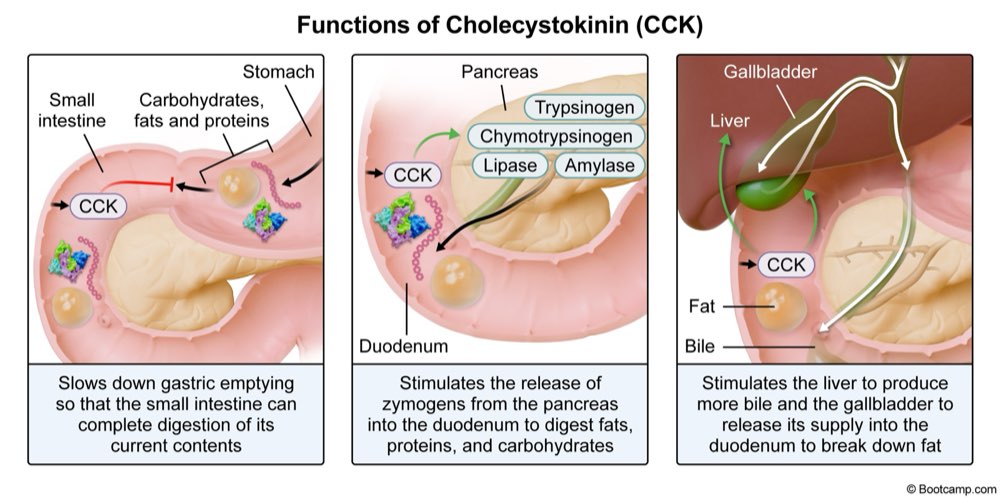 Functions of Cholecystokinin (CCK)
Stomach
Small
intestine
Carbohydrates,
fats and proteins
CCK
Slows down gastric emptying
so that the small intestine can
complete digestion of its
current contents
Pancreas
Trypsinogen
Chymotrypsinogen
Lipase
Amylase
CCK
Duodenum
Stimulates the release of
zymogens from the pancreas
into the duodenum to digest fats,
proteins, and carbohydrates
Gallbladder
Liver
CCK
Fat
Bile
Stimulates the liver to produce
more bile and the gallbladder to
release its supply into the
duodenum to break down fat
© Bootcamp.com